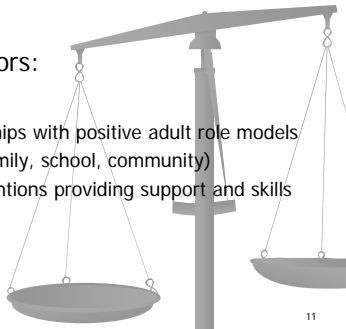 ors:
hips with positive adult role models
mily, school, community)
ntions providing support and skills
11